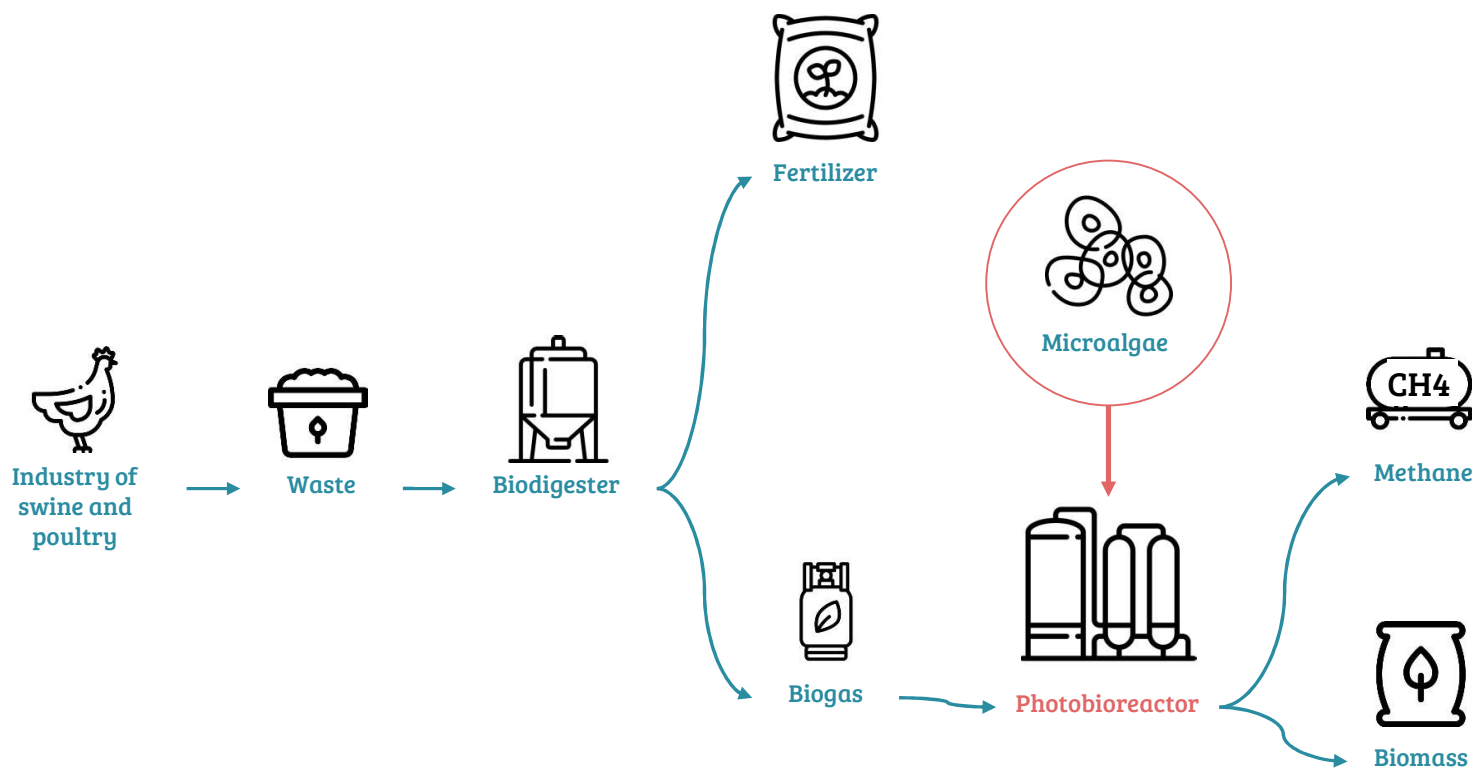 Fertilizer
Microalgae
CH4
Industry of
swine and
poultry
Waste
Biodigester
Methane
Biogas
Photobioreactor
Biomass